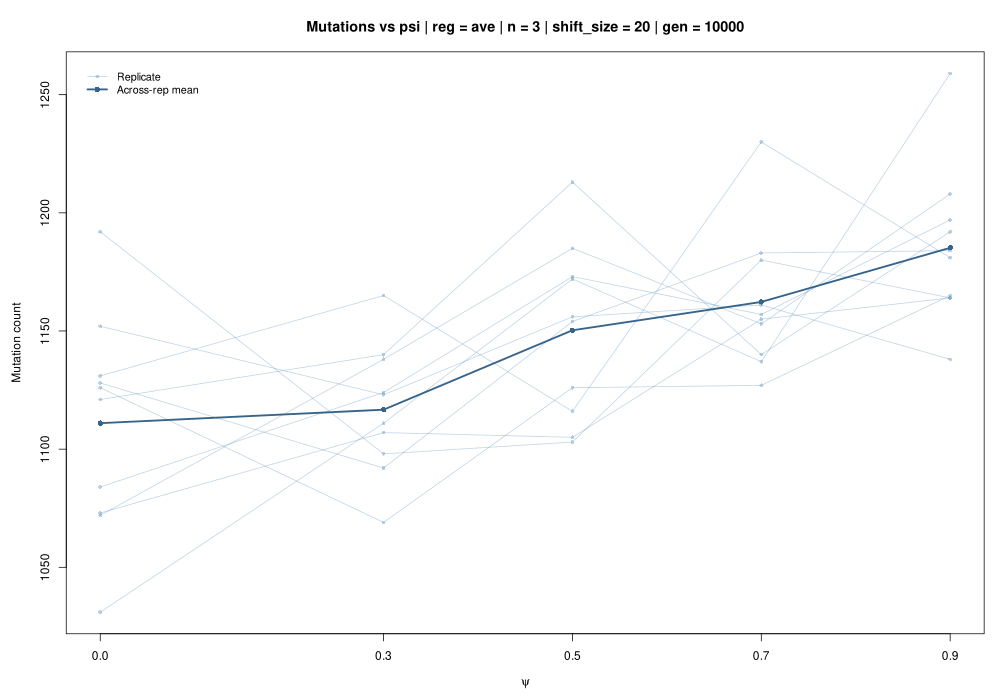 Mutations vs psi | reg = ave | n = 3 | shift_size = 20 | gen = 10000
Replicate
Across-rep mean
Mutation count
1250
1200
1150
1100
1050
0.0 0.3 0.5 0.7 0.9
ψ